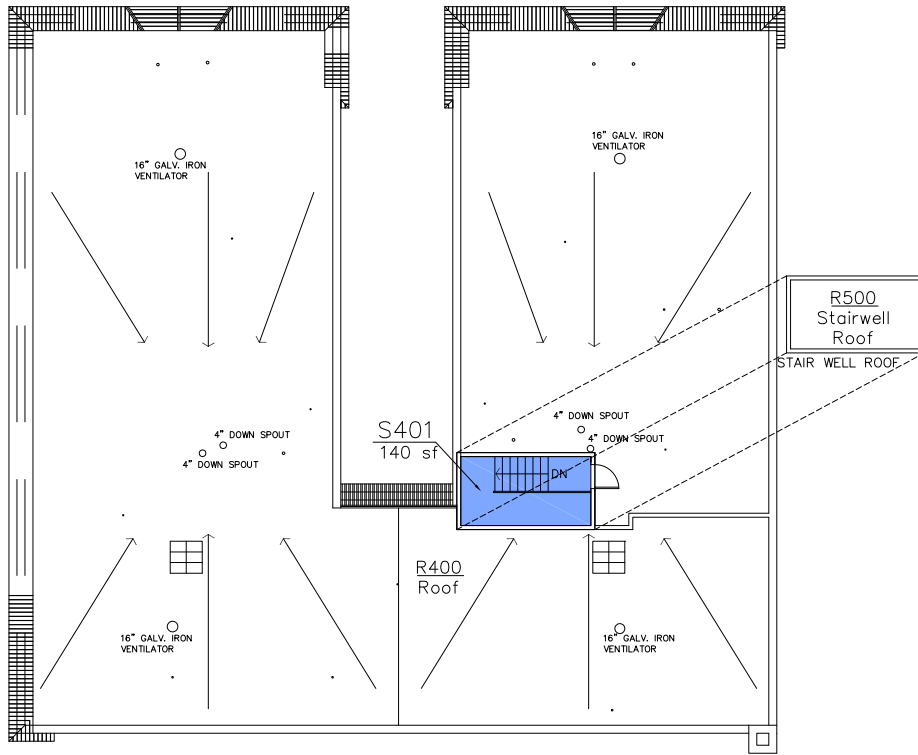 16" GALV. IRON
VENTILATOR
16" GALV. IRON
VENTILATOR
R500
Stairwell
Roof
STAIR WELL ROOF
4" DOWN SPOUT
4" DOWN SPOUT
4" DOWN SPOUT
4" DOWN SPOUT
S401
140 sf
DN
R400
Roof
16" GALV. IRON
VENTILATOR
16" GALV. IRON
VENTILATOR